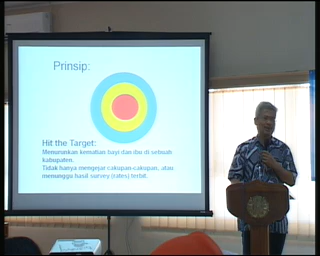 Prinsip:
Hit the Target:
Menurunkan kematian bayi dan ibu di sebuah
kabupaten.
Tidak hanya mengejar cakupan-cakupan, atau
menunggu hasil survey (rates) terbit.